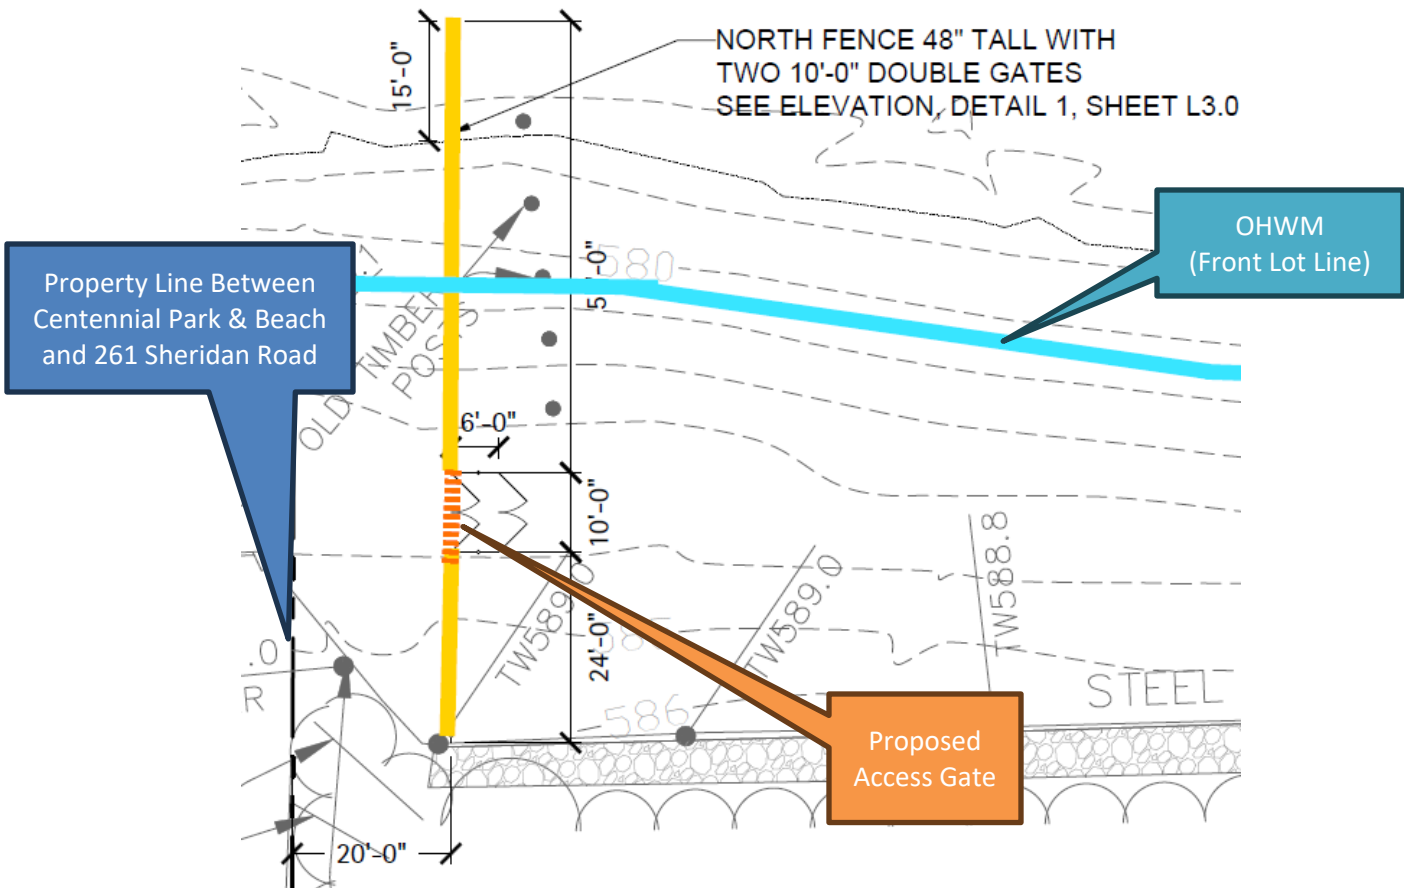 NORTH FENCE 48" TALL WITH
TWO 10'-0" DOUBLE GATES
SEE ELEVATION, DETAIL 1, SHEET L3.0
15'-0"
OHWM
(Front Lot Line)
Property Line Between
Centennial Park & Beach
and 261 Sheridan Road
580
OLD TIMBER
POSTS
6'-0"
10'-0"
TW589.0
TW589.0
TW588.8
24'-0"
.0
R
586
STEEL
Proposed
Access Gate
20'-0"